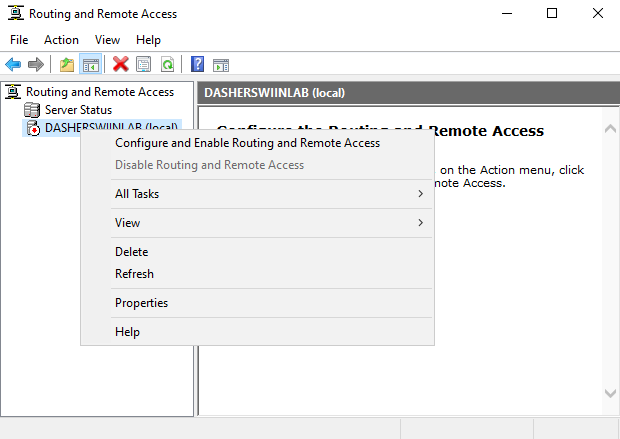 Routing and Remote Access
File Action View Help
Routing and Remote Access
Server Status
DASHERSWIINLAB (local)
DASHERSWIINLAB (local)
Configure the Routing and Remote Access
on the Action menu, click
mote Access.
Configure and Enable Routing and Remote Access
Disable Routing and Remote Access
All Tasks
View
Delete
Refresh
Properties
Help